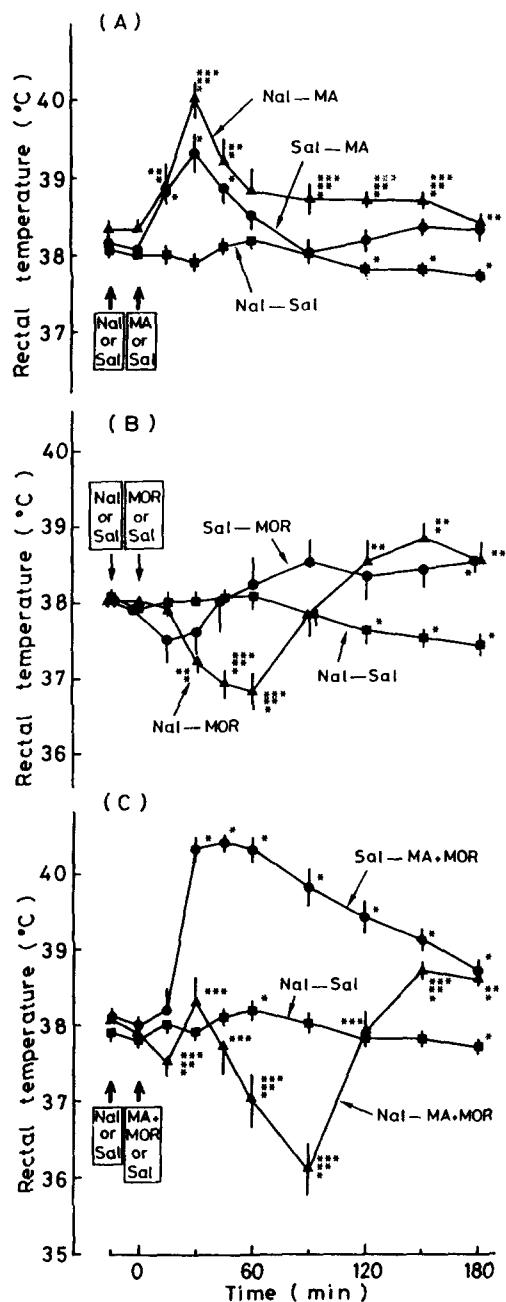 (A)
Rectal temperature (°C)
40
39
38
37
Nal—MA
Sal—MA
Nal—Sal
Nal
or
Sal
MA
or
Sal
(B)
Rectal temperature (°C)
40
39
38
37
36
Nal
or
Sal
MOR
or
Sal
Sal—MOR
Nal—Sal
Nal—MOR
(C)
Rectal temperature (°C)
40
39
38
37
36
35
Sal—MA+MOR
Nal—Sal
Nal—MA+MOR
Nal
or
Sal
MA+
MOR
or
Sal
0 60 120 180
Time (min)